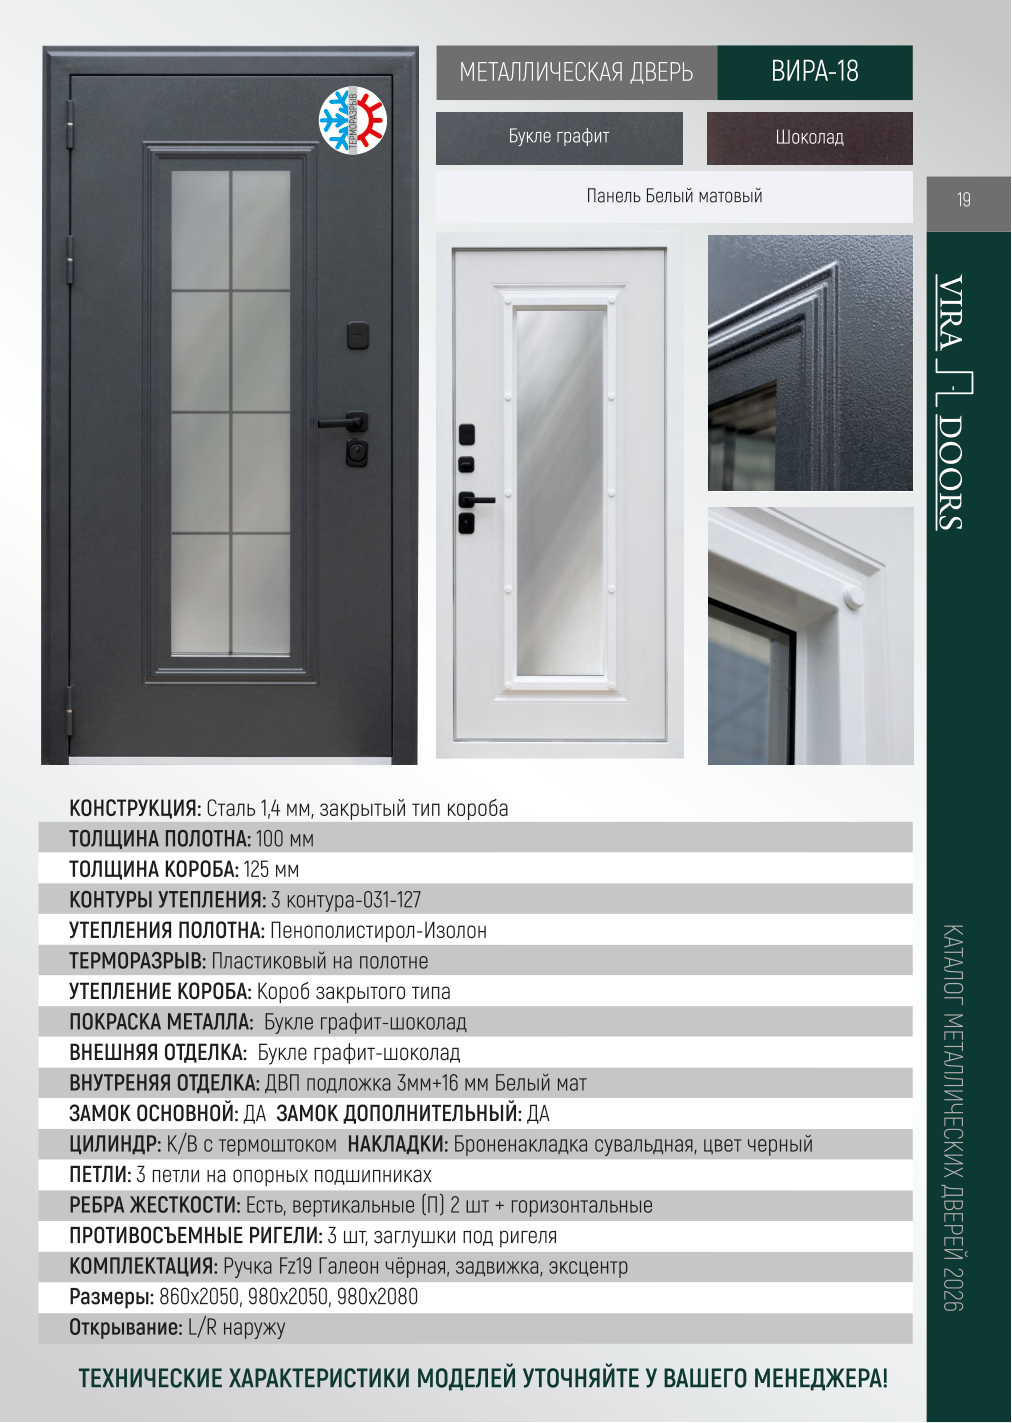 ТЕРМОРАЗРЫВ
МЕТАЛЛИЧЕСКАЯ ДВЕРЬ
ВИРА-18
Букле графит
Шоколад
Панель Белый матовый
19
VIRA DOORS
КОНСТРУКЦИЯ: Сталь 1,4 мм, закрытый тип короба
ТОЛЩИНА ПОЛОТНА: 100 мм
ТОЛЩИНА КОРОБА: 125 мм
КОНТУРЫ УТЕПЛЕНИЯ: 3 контура-031-127
УТЕПЛЕНИЯ ПОЛОТНА: Пенополистирол-Изолон
ТЕРМОРАЗРЫВ: Пластиковый на полотне
УТЕПЛЕНИЕ КОРОБА: Короб закрытого типа
ПОКРАСКА МЕТАЛЛА: Букле графит-шоколад
ВНЕШНЯЯ ОТДЕЛКА: Букле графит-шоколад
ВНУТРЕНЯЯ ОТДЕЛКА: ДВП подложка 3мм+16 мм Белый мат
ЗАМОК ОСНОВНОЙ: ДА ЗАМОК ДОПОЛНИТЕЛЬНЫЙ: ДА
ЦИЛИНДР: К/В с термоштоком НАКЛАДКИ: Броненакладка сувальдная, цвет черный
ПЕТЛИ: 3 петли на опорных подшипниках
РЕБРА ЖЕСТКОСТИ: Есть, вертикальные (П) 2 шт + горизонтальные
ПРОТИВОСЪЕМНЫЕ РИГЕЛИ: 3 шт, заглушки под ригеля
КОМПЛЕКТАЦИЯ: Ручка Fz19 Галеон чёрная, задвижка, эксцентр
Размеры: 860х2050, 980х2050, 980х2080
Открывание: L/R наружу
КАТАЛОГ МЕТАЛЛИЧЕСКИХ ДВЕРЕЙ 2026
ТЕХНИЧЕСКИЕ ХАРАКТЕРИСТИКИ МОДЕЛЕЙ УТОЧНЯЙТЕ У ВАШЕГО МЕНЕДЖЕРА!